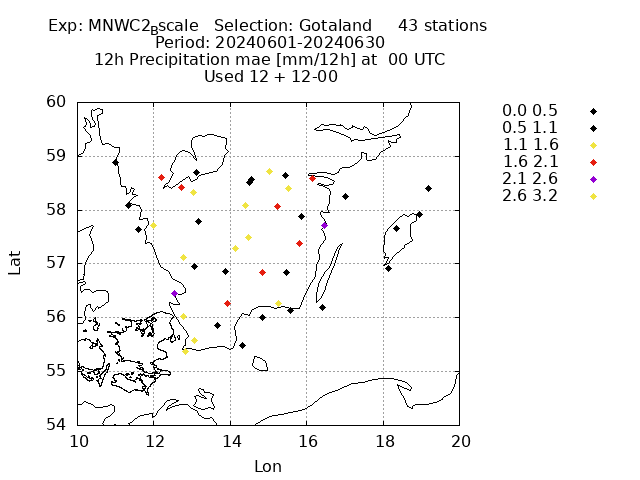 Exp: MNWC2_Bscale   Selection: Gotaland     43 stations
Period: 20240601-20240630
12h Precipitation mae [mm/12h] at  00 UTC
Used 12 + 12-00
0.0 0.5
0.5 1.1
1.1 1.6
1.6 2.1
2.1 2.6
2.6 3.2
60
59
58
57
56
55
54
Lat
10 12 14 16 18 20
Lon